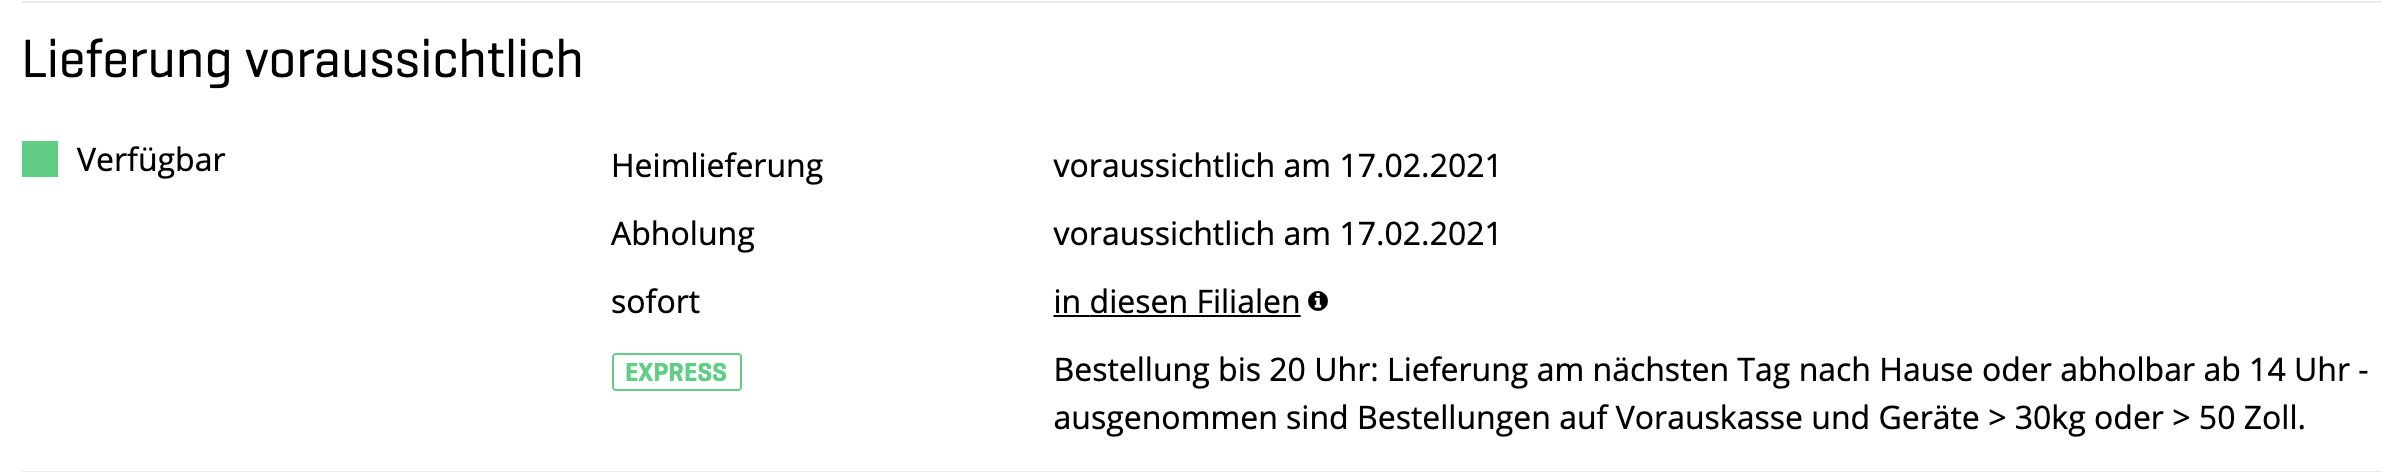 Lieferung voraussichtlich
Verfügbar
Heimlieferung voraussichtlich am 17.02.2021
Abholung voraussichtlich am 17.02.2021
sofort in diesen Filialen
EXPRESS Bestellung bis 20 Uhr: Lieferung am nächsten Tag nach Hause oder abholbar ab 14 Uhr -
ausgenommen sind Bestellungen auf Vorauskasse und Geräte > 30kg oder > 50 Zoll.